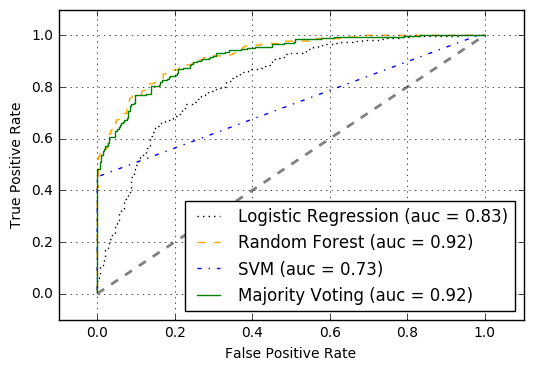 1.0
0.8
0.6
0.4
0.2
0.0
True Positive Rate
Logistic Regression (auc = 0.83)
Random Forest (auc = 0.92)
SVM (auc = 0.73)
Majority Voting (auc = 0.92)
0.0 0.2 0.4 0.6 0.8 1.0
False Positive Rate